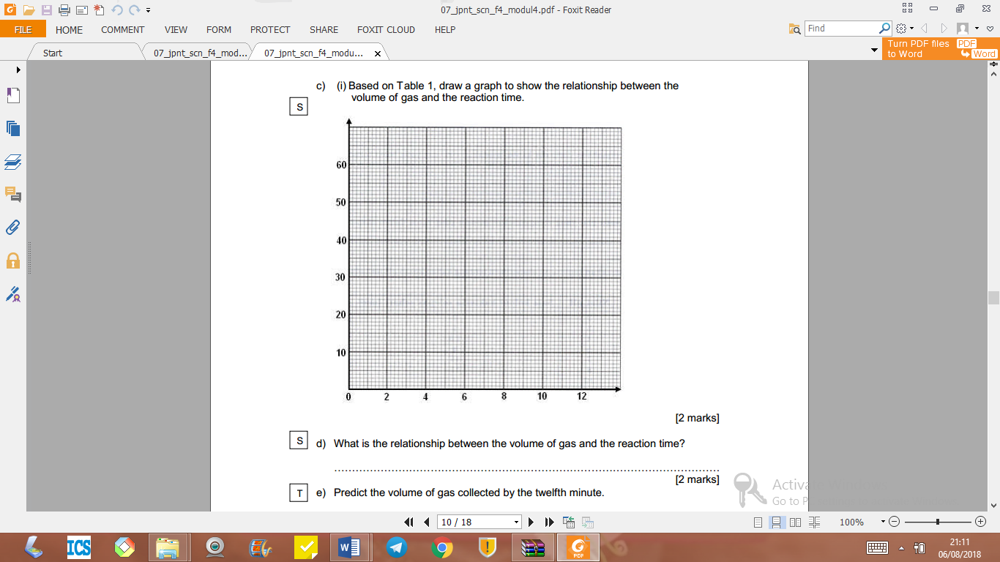 07_jpnt_scn_f4_modul4.pdf - Foxit Reader
FILE HOME COMMENT VIEW FORM PROTECT SHARE FOXIT CLOUD HELP
Find
Start 07_jpnt_scn_f4_mod... 07_jpnt_scn_f4_modu...
Turn PDF files
to Word
PDF
Word
c) (i) Based on Table 1, draw a graph to show the relationship between the
volume of gas and the reaction time.
S
60
50
40
30
20
10
0 2 4 6 8 10 12
[2 marks]
S d) What is the relationship between the volume of gas and the reaction time?
[2 marks]
T e) Predict the volume of gas collected by the twelfth minute.
Go to
10 / 18
100%
ICS
W
PDF
21:11
06/08/2018